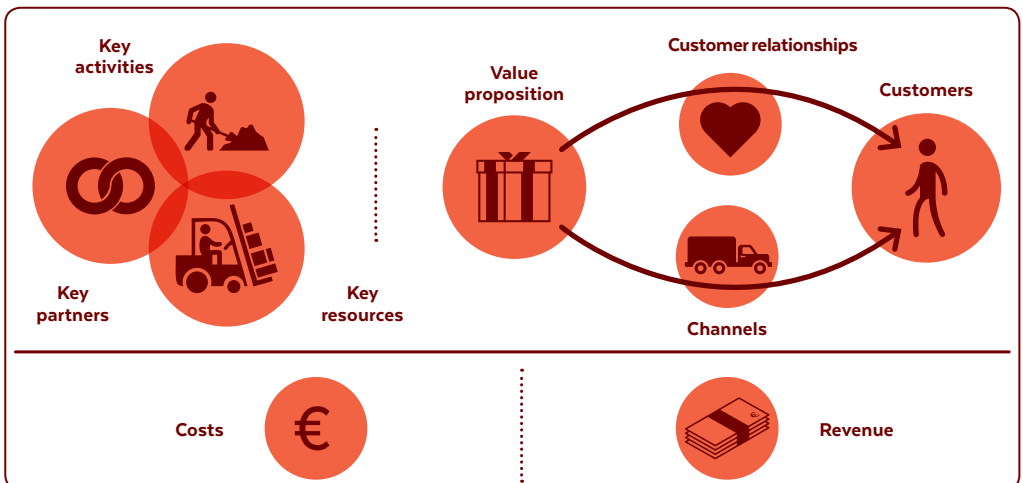 Key
activities
Key
partners
Key
resources
Value
proposition
Customer relationships
Channels
Customers
Costs
€
Revenue